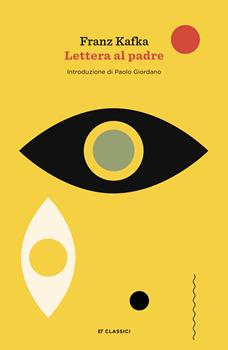 Franz Kafka
Lettera al padre
Introduzione di Paolo Giordano
ET CLASSICI